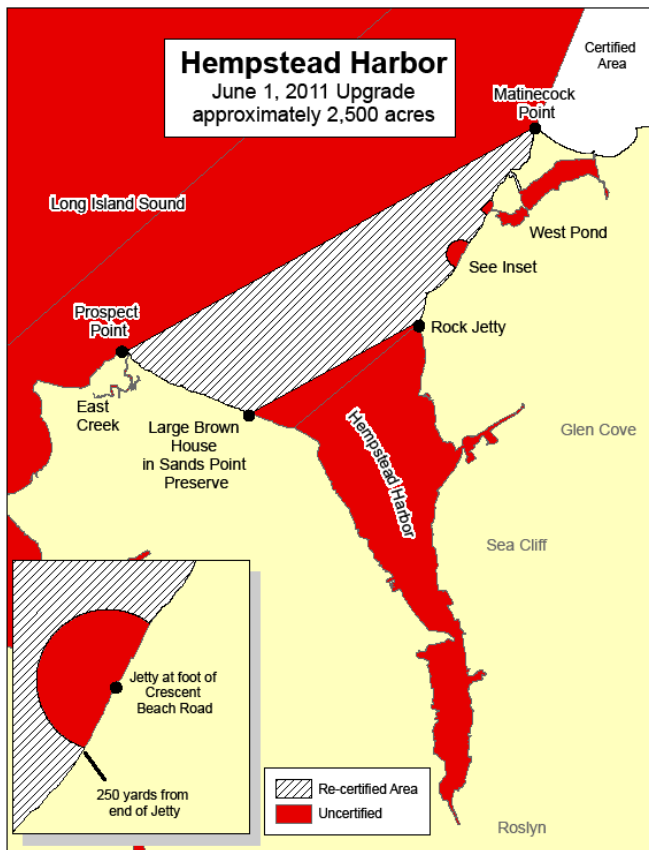 Hempstead Harbor
June 1, 2011 Upgrade
approximately 2,500 acres
Certified
Area
Matinecock
Point
Long Island Sound
West Pond
See Inset
Prospect
Point
Rock Jetty
East
Creek
Large Brown
House
in Sands Point
Preserve
Hempstead Harbor
Glen Cove
Sea Cliff
Jetty at foot of
Crescent
Beach Road
250 yards from
end of Jetty
Re-certified Area
Uncertified
Roslyn